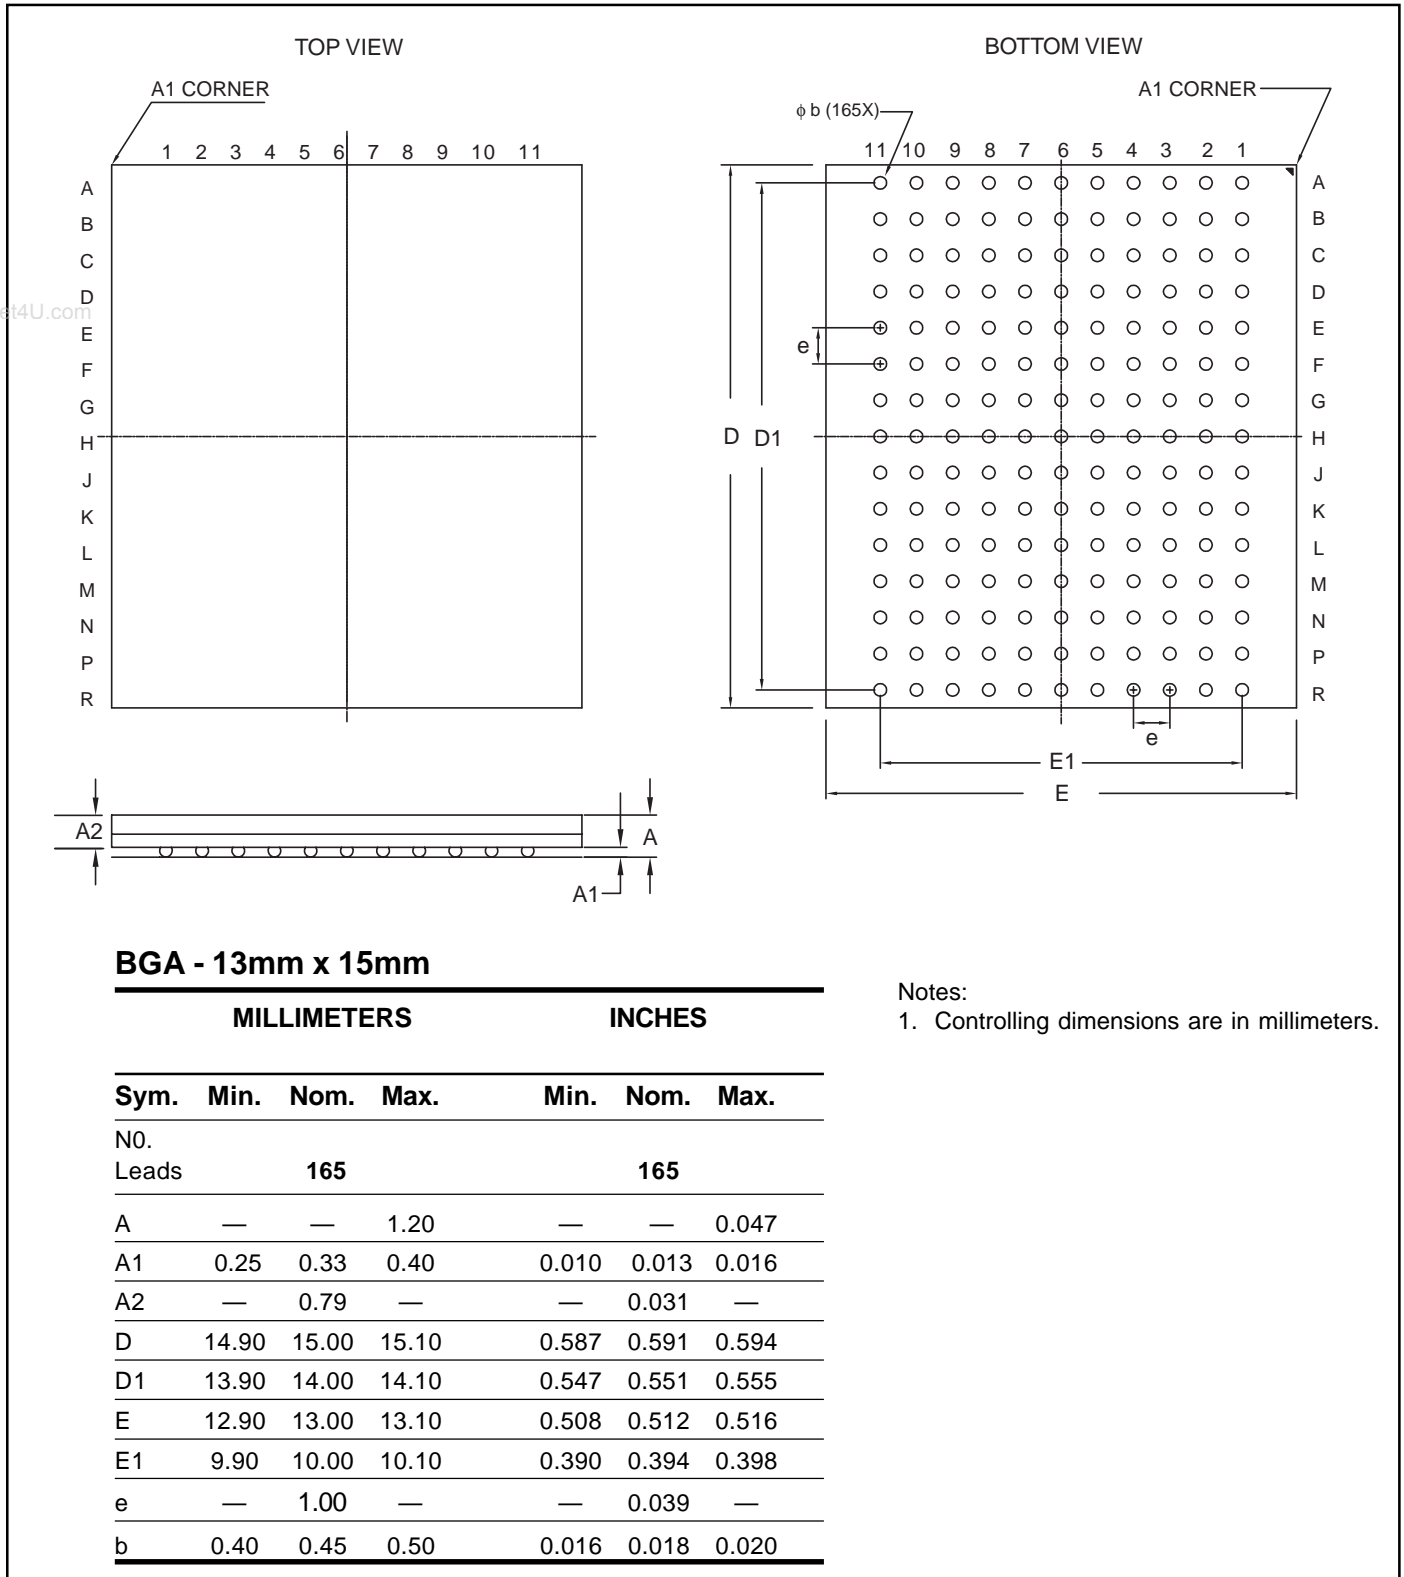 TOP VIEW
A1 CORNER
1 2 3 4 5 6 7 8 9 10 11
A
B
C
D
et4U.com
E
F
G
H
J
K
L
M
N
P
R
BOTTOM VIEW
A1 CORNER
ϕ b (165X)
11 10 9 8 7 6 5 4 3 2 1
A
B
C
D
E
F
G
H
J
K
L
M
N
P
R
e
D D1
e
E1
E
A2
A
A1
BGA - 13mm x 15mm
MILLIMETERS INCHES
Sym. Min. Nom. Max. Min. Nom. Max.
N0.
Leads 165 165
A — — 1.20 — — 0.047
A1 0.25 0.33 0.40 0.010 0.013 0.016
A2 — 0.79 — — 0.031 —
D 14.90 15.00 15.10 0.587 0.591 0.594
D1 13.90 14.00 14.10 0.547 0.551 0.555
E 12.90 13.00 13.10 0.508 0.512 0.516
E1 9.90 10.00 10.10 0.390 0.394 0.398
e — 1.00 — — 0.039 —
b 0.40 0.45 0.50 0.016 0.018 0.020
Notes:
1. Controlling dimensions are in millimeters.